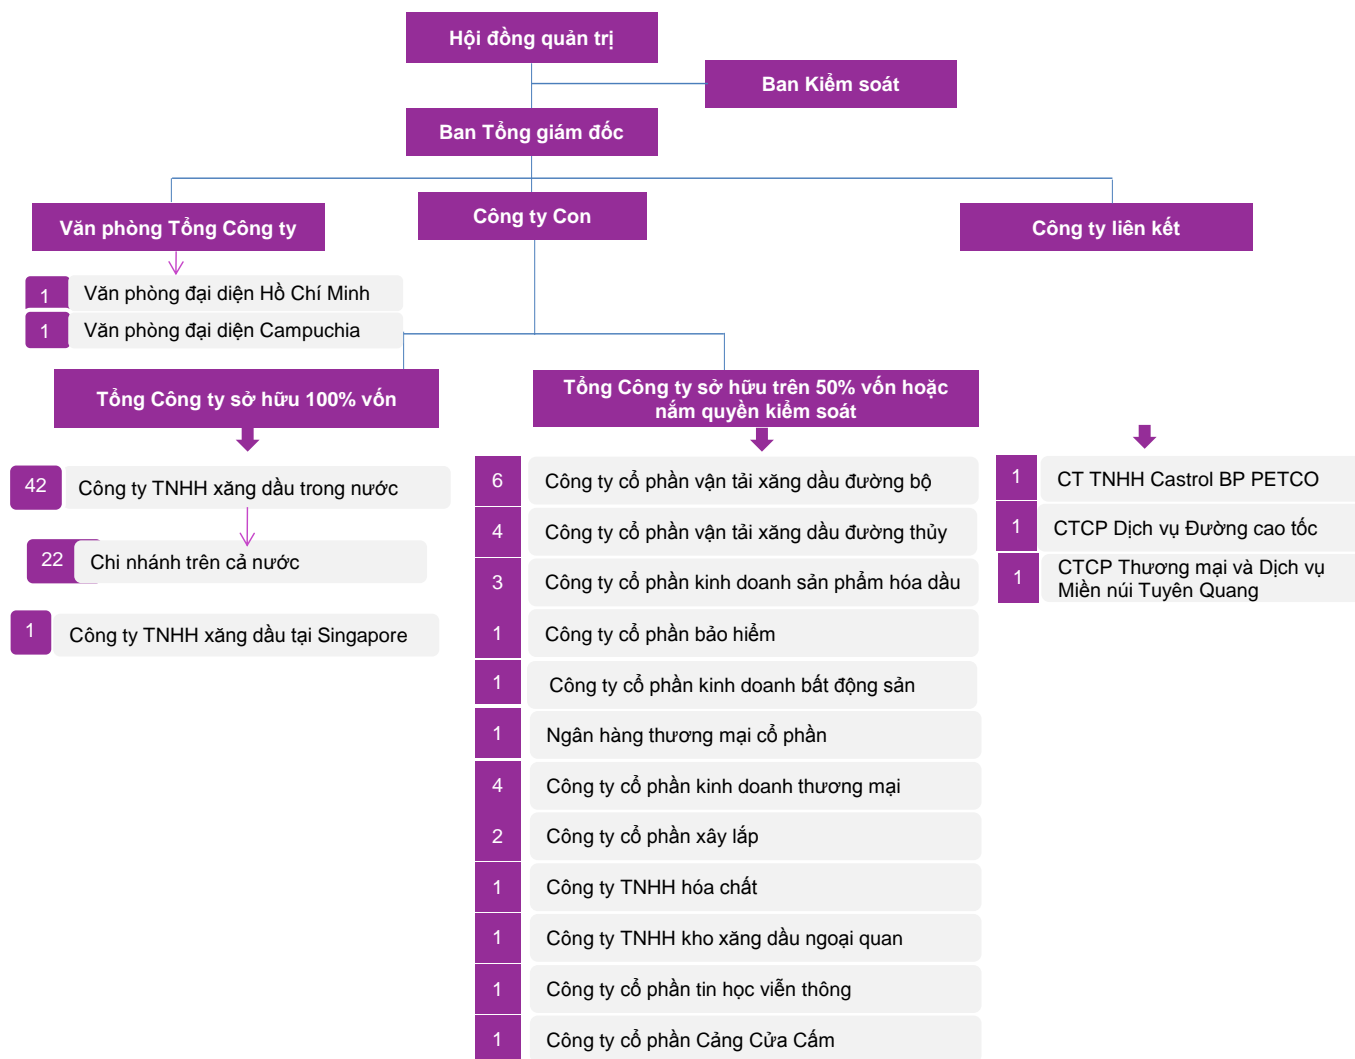 Hội đồng quản trị
Ban Kiểm soát
Ban Tổng giám đốc
Văn phòng Tổng Công ty
Công ty Con
Công ty liên kết
1 Văn phòng đại diện Hồ Chí Minh
1 Văn phòng đại diện Campuchia
Tổng Công ty sở hữu 100% vốn
42 Công ty TNHH xăng dầu trong nước
22 Chi nhánh trên cả nước
1 Công ty TNHH xăng dầu tại Singapore
Tổng Công ty sở hữu trên 50% vốn hoặc
nắm quyền kiểm soát
6 Công ty cổ phần vận tải xăng dầu đường bộ
4 Công ty cổ phần vận tải xăng dầu đường thủy
3 Công ty cổ phần kinh doanh sản phẩm hóa dầu
1 Công ty cổ phần bảo hiểm
1 Công ty cổ phần kinh doanh bất động sản
1 Ngân hàng thương mại cổ phần
4 Công ty cổ phần kinh doanh thương mại
2 Công ty cổ phần xây lắp
1 Công ty TNHH hóa chất
1 Công ty TNHH kho xăng dầu ngoại quan
1 Công ty cổ phần tin học viễn thông
1 Công ty cổ phần Cảng Cửa Cấm
1 CT TNHH Castrol BP PETCO
1 CTCP Dịch vụ Đường cao tốc
1 CTCP Thương mại và Dịch vụ
Miền núi Tuyên Quang